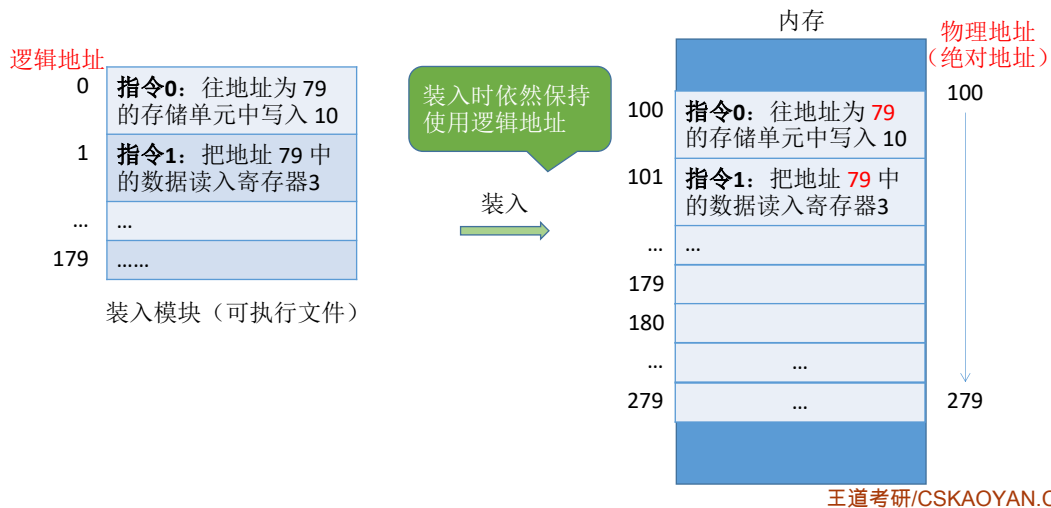 逻辑地址
0
指令0：往地址为 79
的存储单元中写入 10
1
指令1：把地址 79 中
的数据读入寄存器3
...
...
179
......
装入模块（可执行文件）
装入时依然保持
使用逻辑地址
装入
内存
物理地址
（绝对地址）
100
指令0：往地址为 79
的存储单元中写入 10
100
101
指令1：把地址 79 中
的数据读入寄存器3
...
...
179
180
...
...
279
...
279
王道考研/CSKAOYAN.C